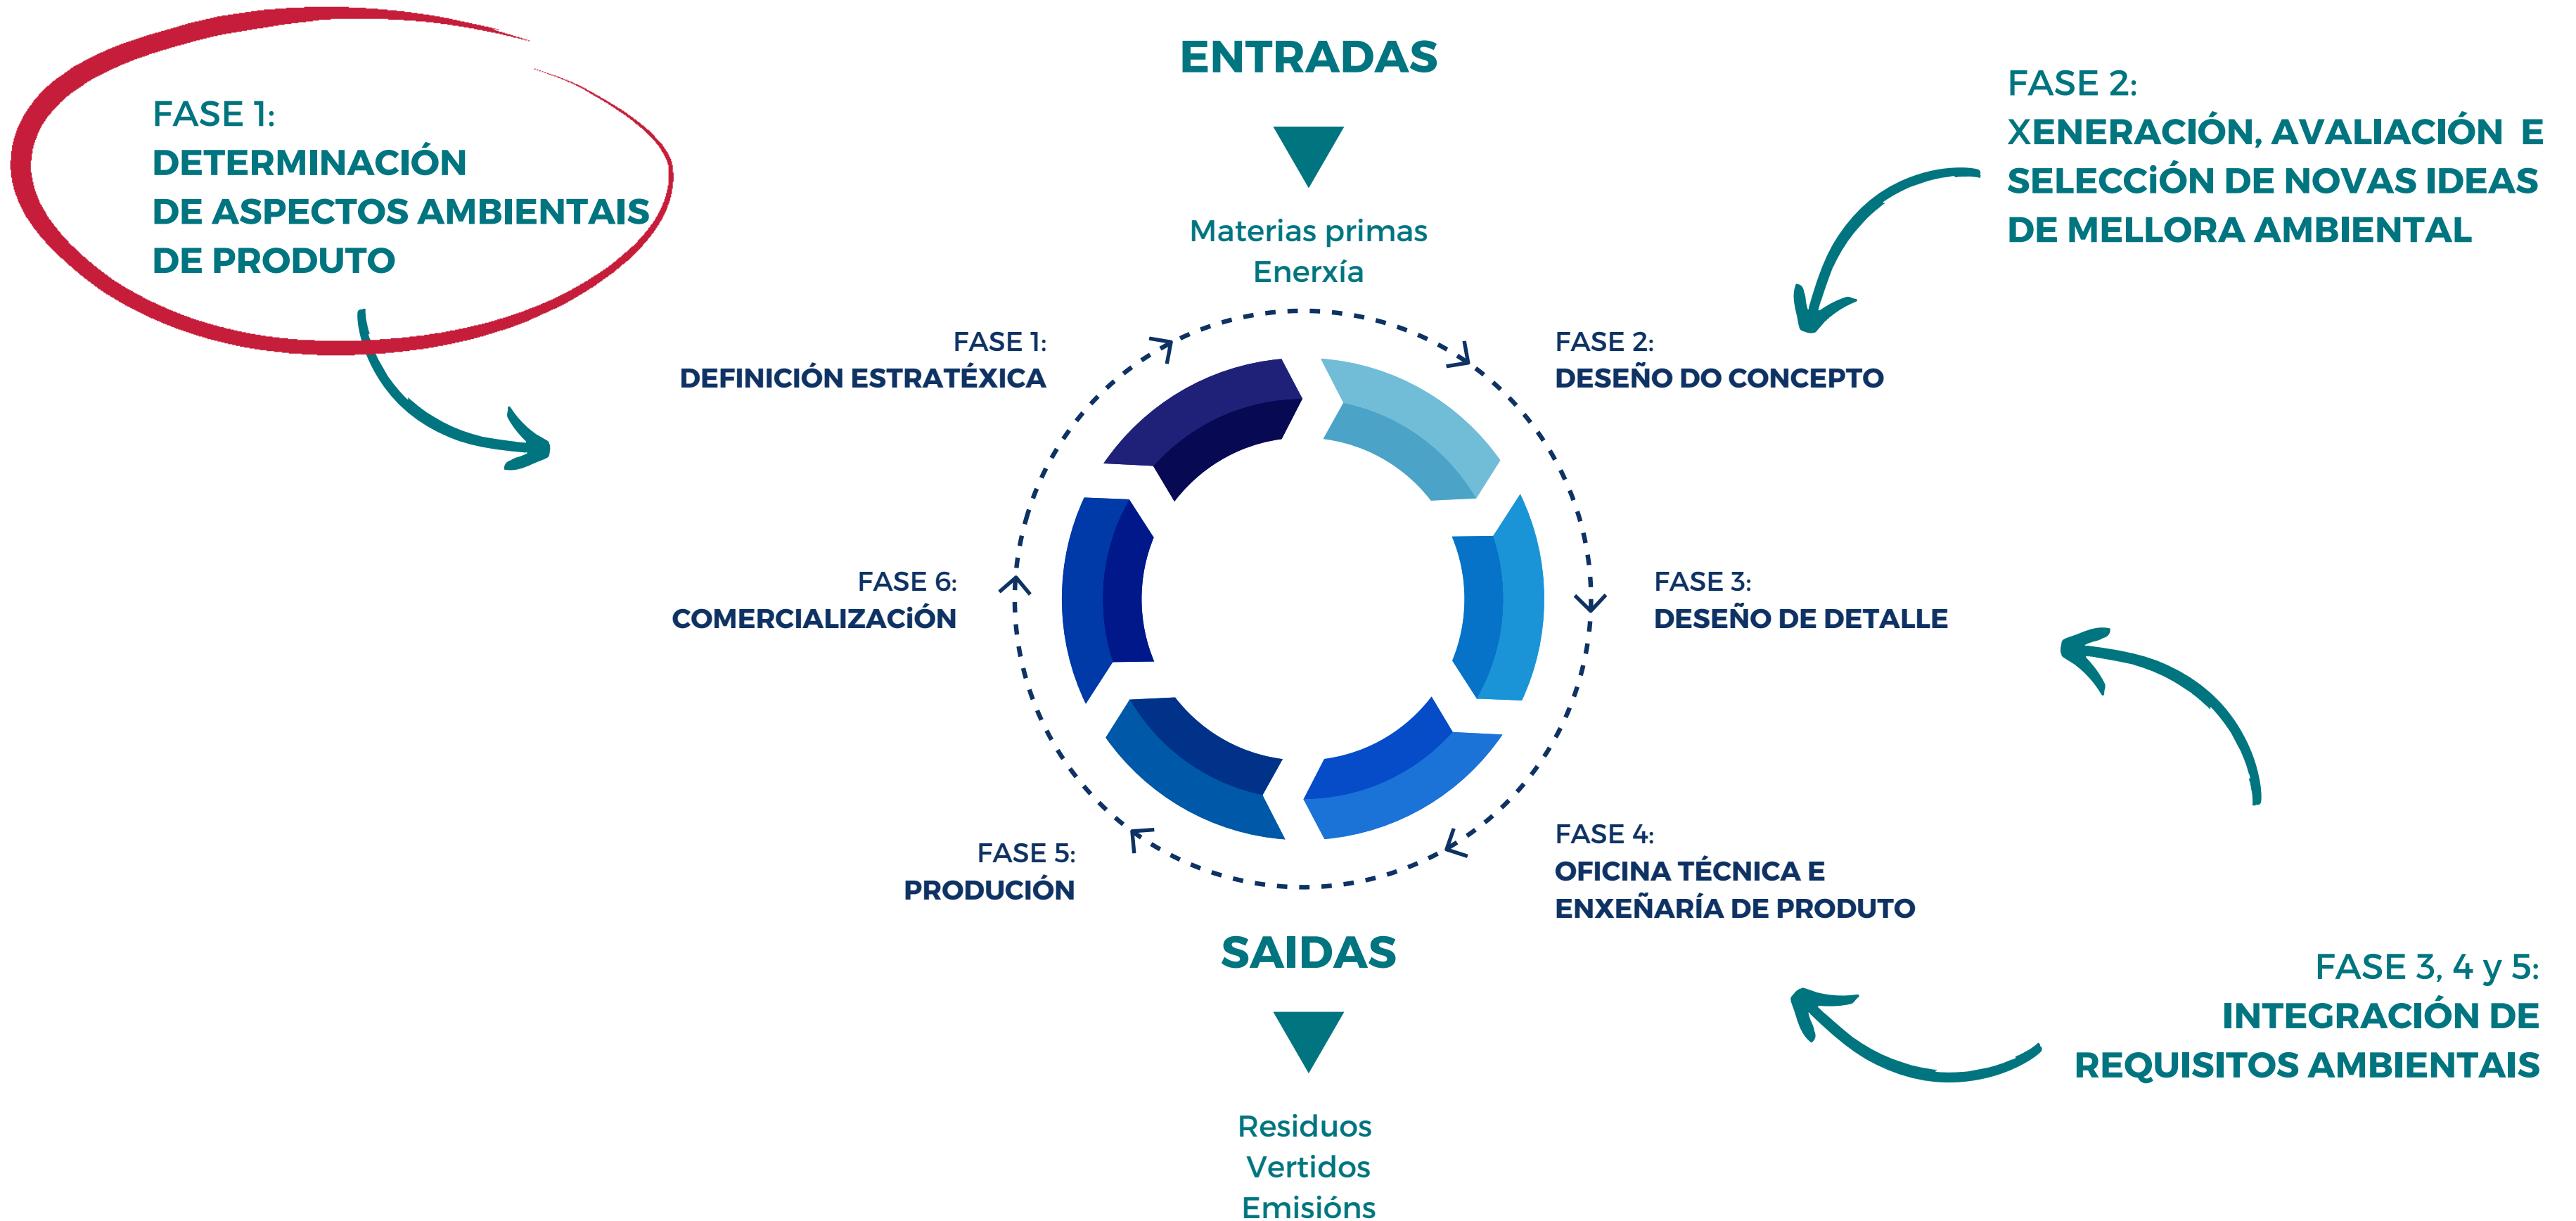 FASE 1:
DETERMINACIÓN
DE ASPECTOS AMBIENTAIS
DE PRODUTO
ENTRADAS
Materias primas
Enerxía
FASE 2:
XENERACIÓN, AVALIACIÓN E
SELECCiÓN DE NOVAS IDEAS
DE MELLORA AMBIENTAL
FASE 1:
DEFINICIÓN ESTRATÉXICA
FASE 2:
DESEÑO DO CONCEPTO
FASE 6:
COMERCIALIZACiÓN
FASE 3:
DESEÑO DE DETALLE
FASE 5:
PRODUCIÓN
FASE 4:
OFICINA TÉCNICA E
ENXEÑARÍA DE PRODUTO
SAIDAS
Residuos
Vertidos
Emisións
FASE 3, 4 y 5:
INTEGRACIÓN DE
REQUISITOS AMBIENTAIS